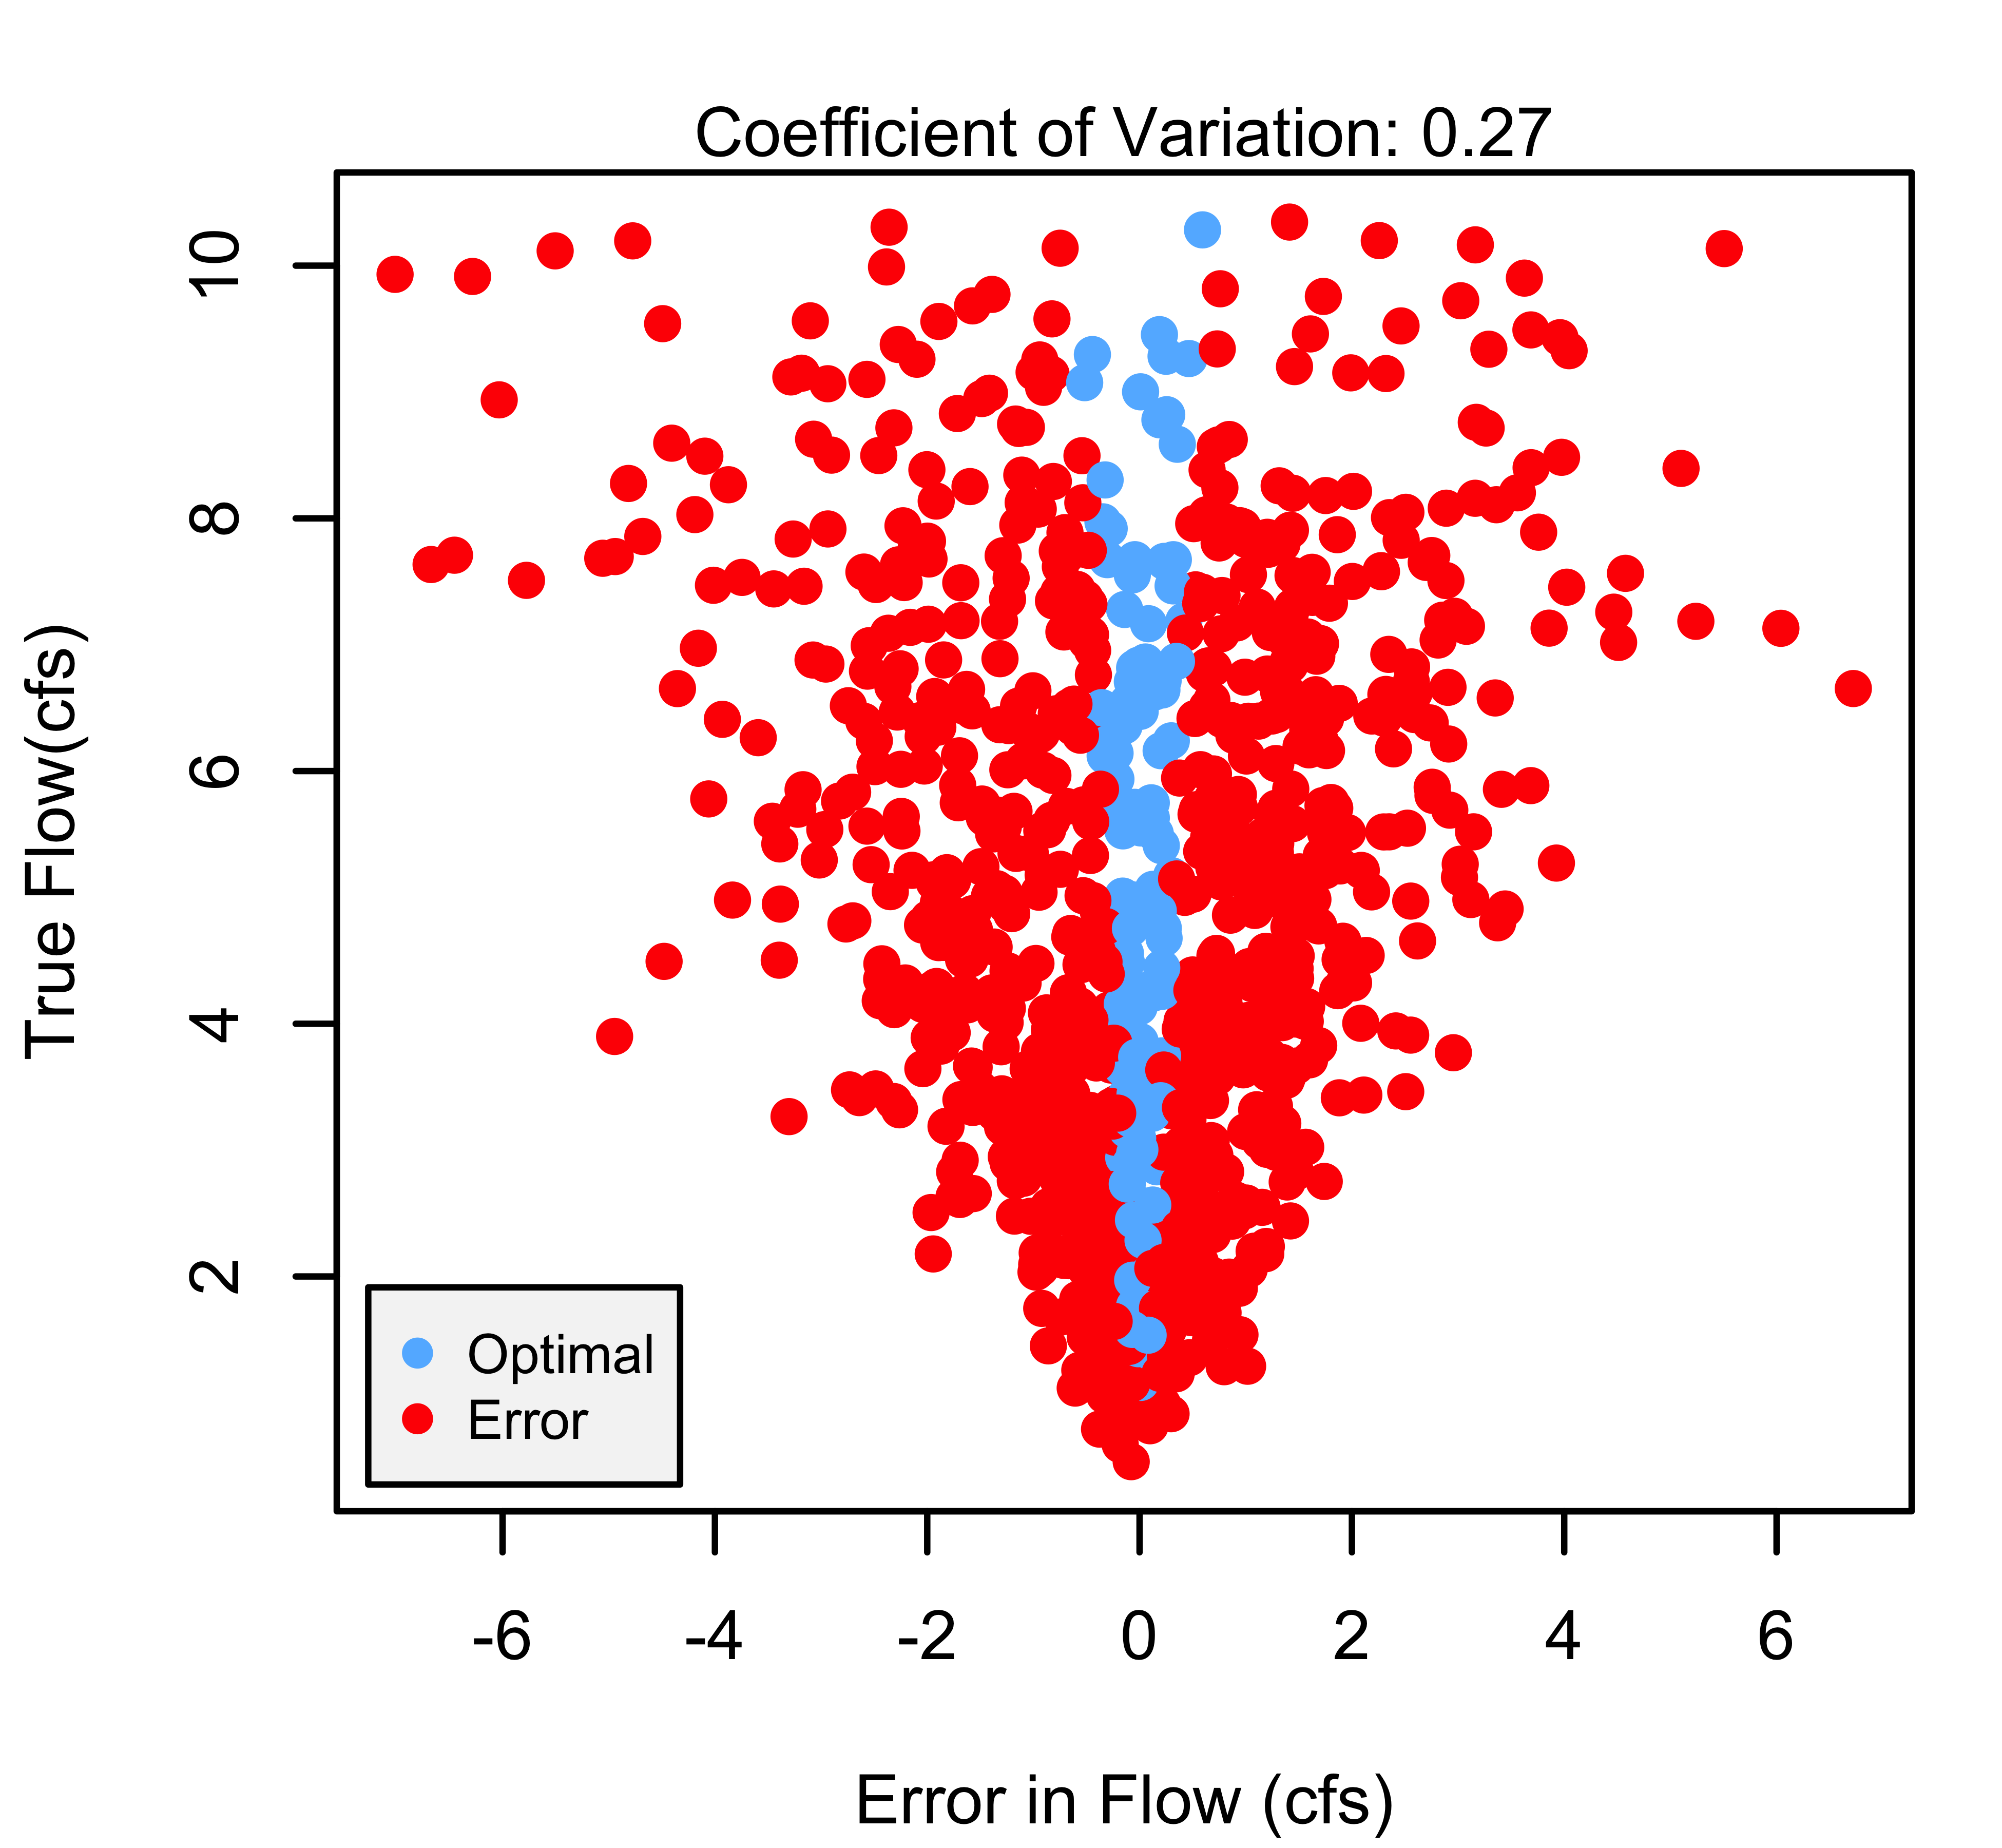 Coefficient of Variation: 0.27
True Flow (cfs)
10
8
6
4
2
Optimal
Error
-6 -4 -2 0 2 4 6
Error in Flow (cfs)